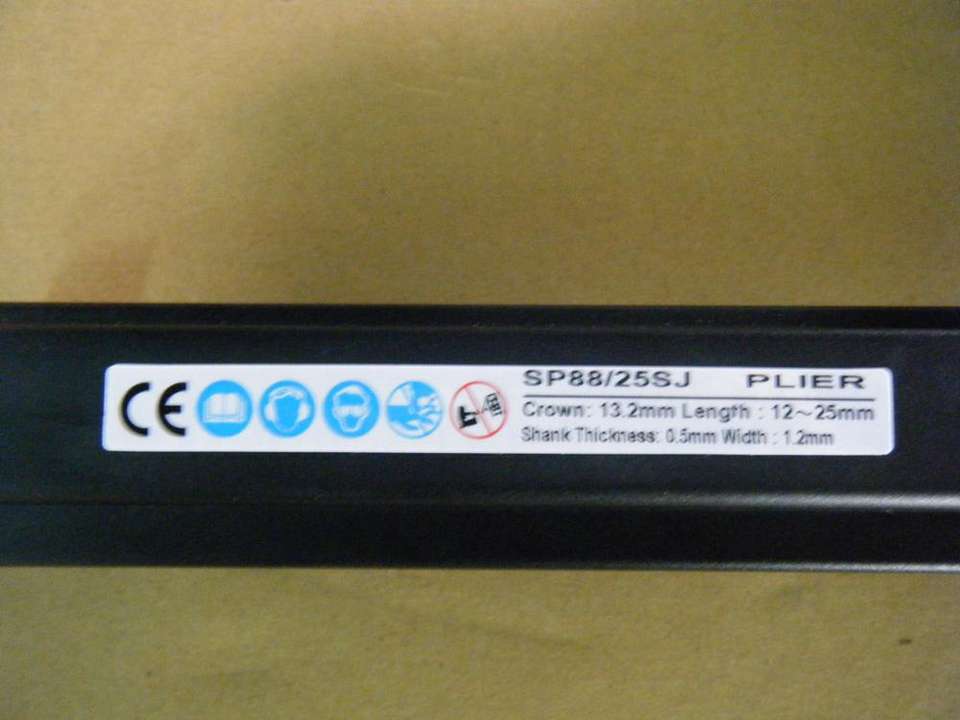 CE
SP88/25SJ PLIER
Crown: 13.2mm Length : 12~25mm
Shank Thickness: 0.5mm Width : 1.2mm